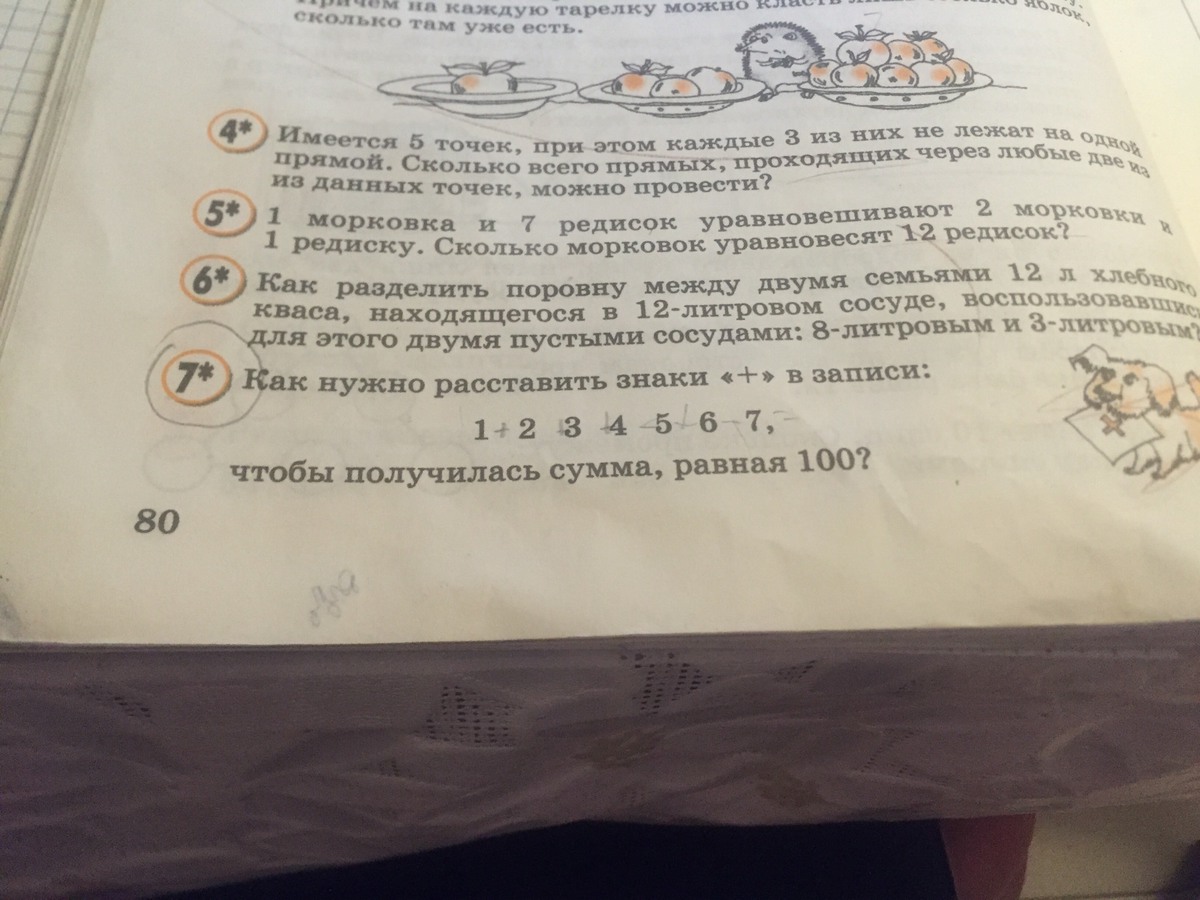 Причем на каждую тарелку можно класть лишь столько яблок,
сколько там уже есть.
4* Имеется 5 точек, при этом каждые 3 из них не лежат на одной
прямой. Сколько всего прямых, проходящих через любые две из
из данных точек, можно провести?
5* 1 морковка и 7 редисок уравновешивают 2 морковки и
1 редиску. Сколько морковок уравновесят 12 редисок?
6* Как разделить поровну между двумя семьями 12 л хлебного
кваса, находящегося в 12-литровом сосуде, воспользовавшись
для этого двумя пустыми сосудами: 8-литровым и 3-литровым?
7* Как нужно расставить знаки «+» в записи:
1 + 2 3 4 5 6 7,
чтобы получилась сумма, равная 100?
80